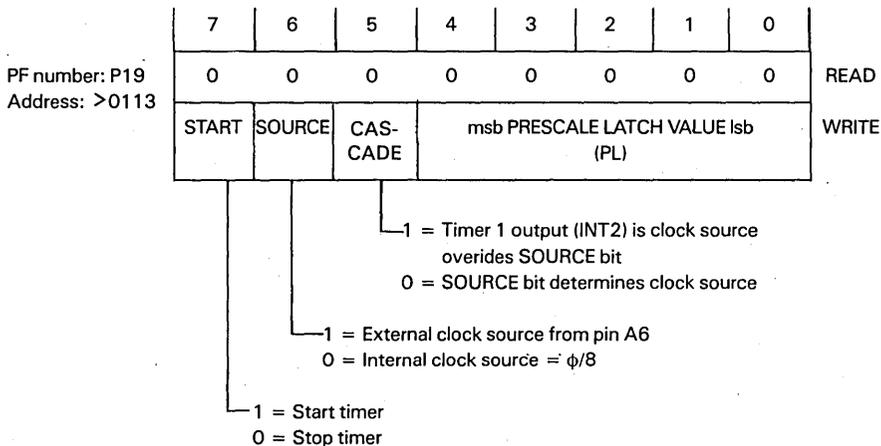 7 6 5 4 3 2 1 0
PF number: P19 0 0 0 0 0 0 0 0 READ
Address: >0113
START SOURCE CAS- msb PRESCALE LATCH VALUE lsb WRITE
CADE (PL)
1 = Timer 1 output (INT2) is clock source
overides SOURCE bit
0 = SOURCE bit determines clock source
1 = External clock source from pin A6
0 = Internal clock source = ϕ/8
1 = Start timer
0 = Stop timer